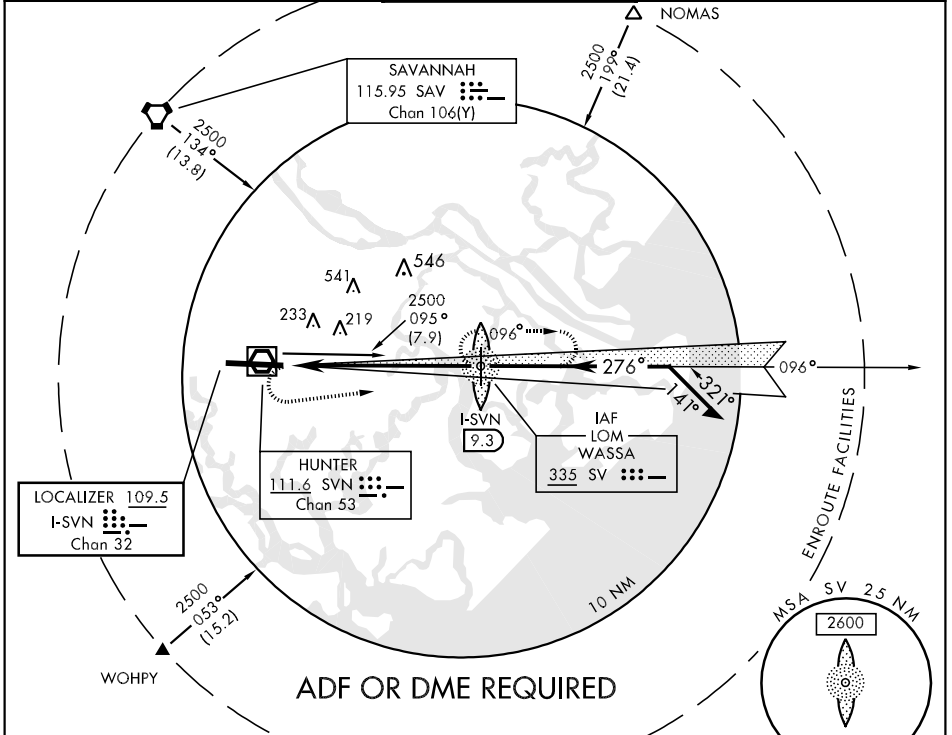 NOMAS
2500
199°
(21.4)
SAVANNAH
115.95 SAV
Chan 106(Y)
2500
134°
(13.8)
546
541
2500
095°
(7.9)
233
219
096°
276°
096°
321°
141°
I-SVN
9.3
IAF
LOM
WASSA
335 SV
HUNTER
111.6 SVN
Chan 53
LOCALIZER 109.5
I-SVN
Chan 32
ENROUTE FACILITIES
2500
053°
(15.2)
10 NM
MSA SV 25 NM
2600
WOHPY
ADF OR DME REQUIRED